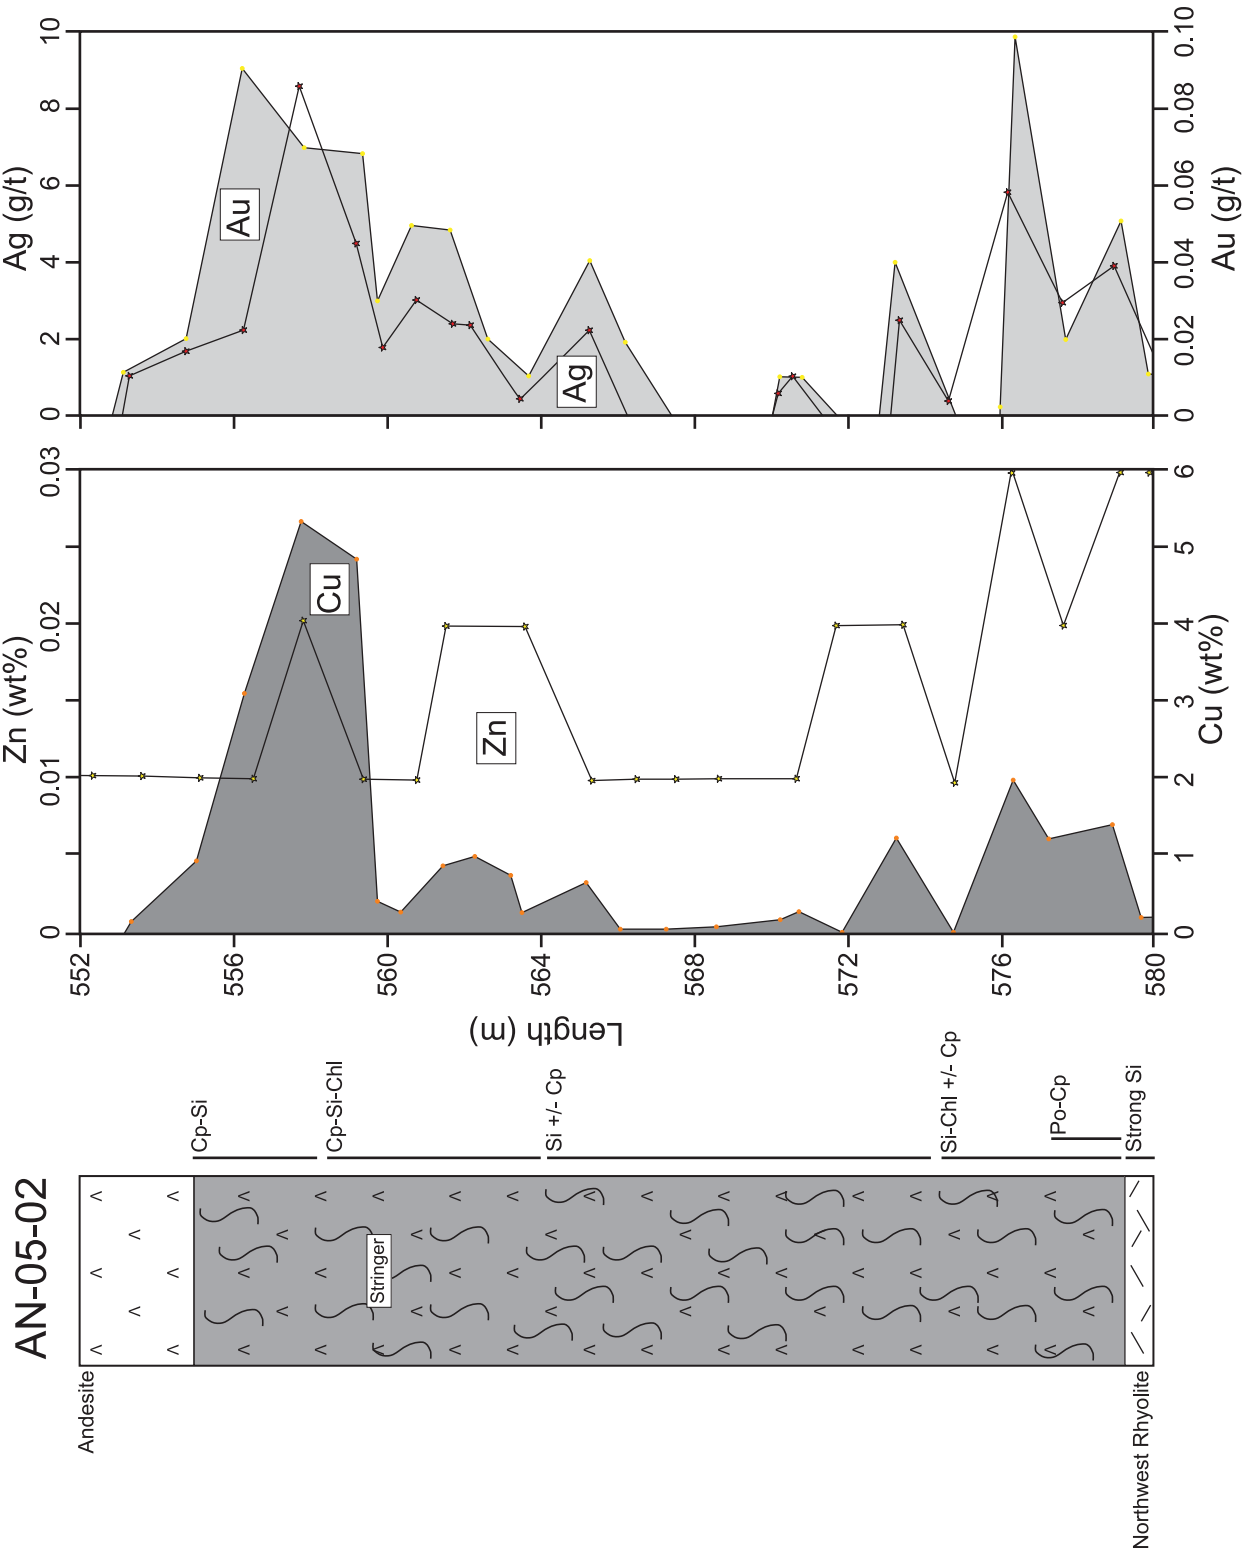 AN-05-02
Andesite
Northwest Rhyolite
Stringer
Cp-Si
Cp-Si-Chl
Si +/- Cp
Si-Chl +/- Cp
Po-Cp
Strong Si
Length (m)
552
556
560
564
568
572
576
580
Zn (wt%)
0
0.01
0.02
0.03
Cu
Zn
Cu (wt%)
0
1
2
3
4
5
6
Ag (g/t)
0
2
4
6
8
10
Au
Ag
Au (g/t)
0
0.02
0.04
0.06
0.08
0.10